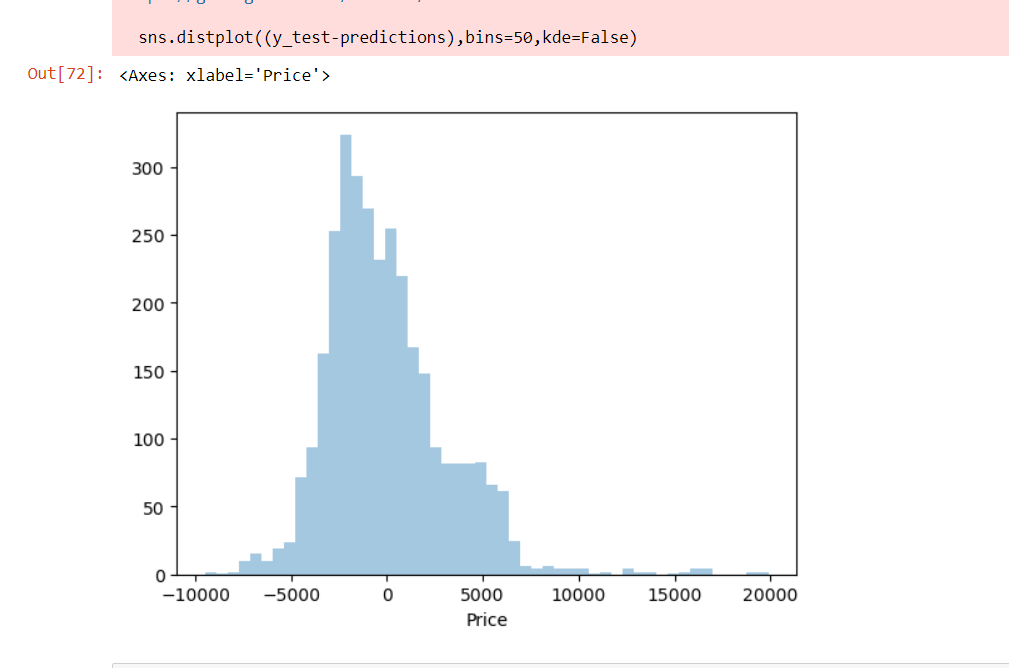 sns.distplot((y_test-predictions),bins=50,kde=False)
Out[72]: <Axes: xlabel='Price'>
300
250
200
150
100
50
0
−10000 −5000 0 5000 10000 15000 20000
Price